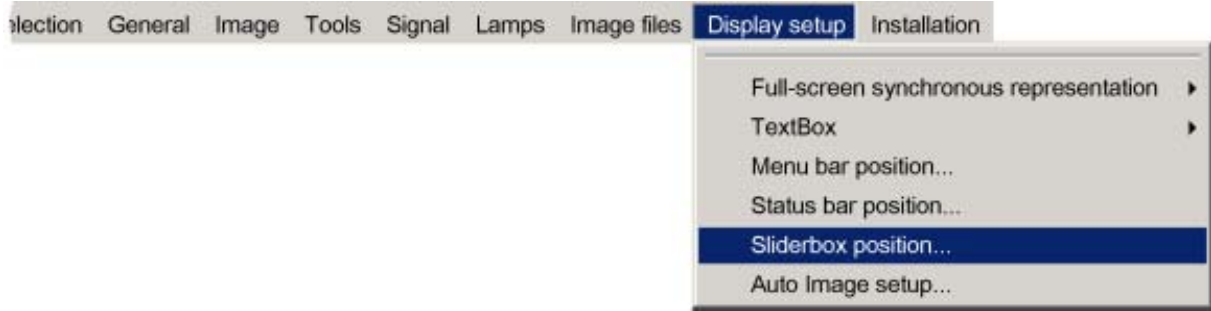 General Image Tools Signal Lamps Image files Display setup Installation
Full-screen synchronous representation
TextBox
Menu bar position...
Status bar position...
Sliderbox position...
Auto Image setup...